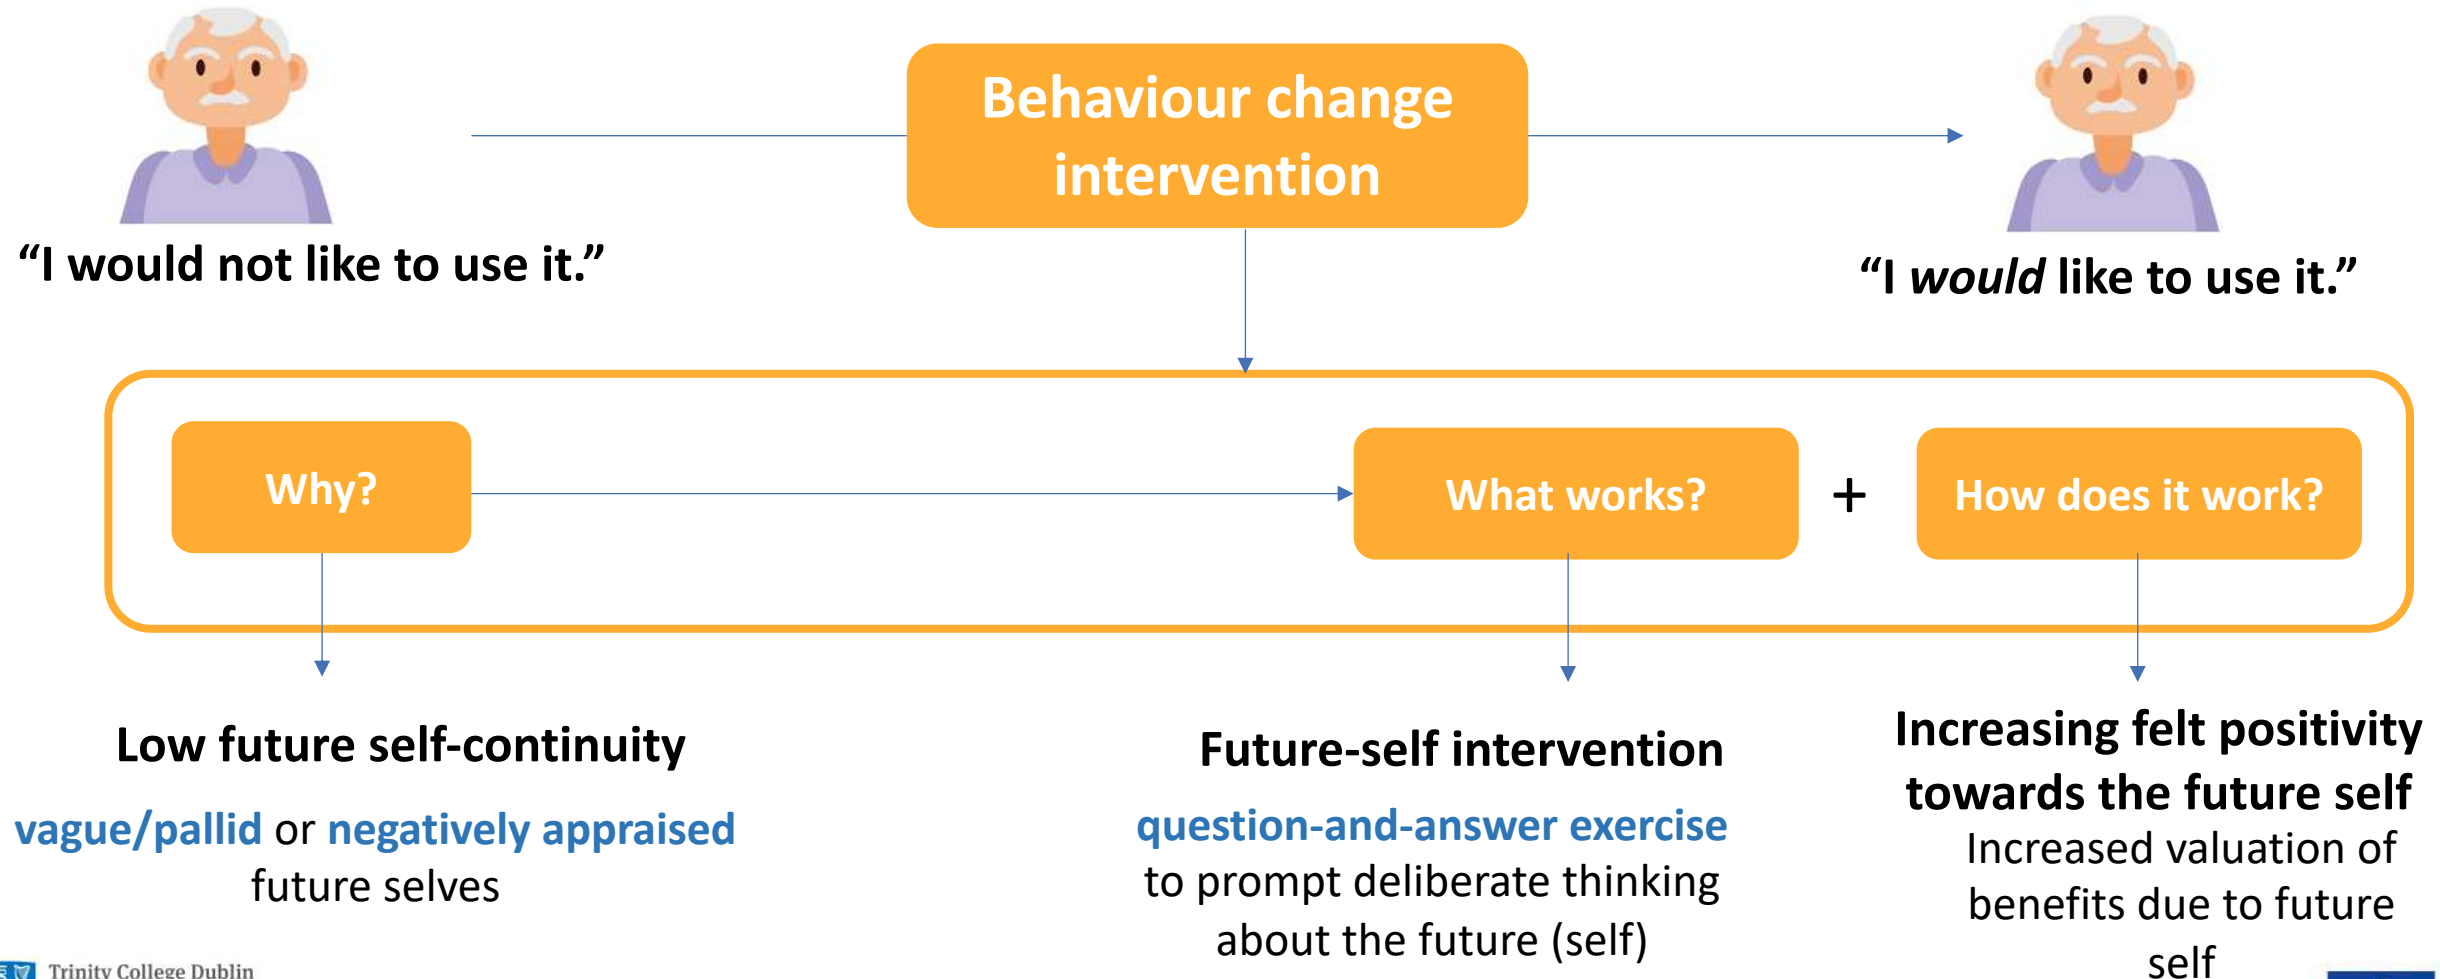 Behaviour change
intervention
“I would not like to use it.”
“I would like to use it.”
Why?
What works?
+
How does it work?
Low future self-continuity
vague/pallid or negatively appraised
future selves
Future-self intervention
question-and-answer exercise
to prompt deliberate thinking
about the future (self)
Increasing felt positivity
towards the future self
Increased valuation of
benefits due to future
self
Trinity College Dublin